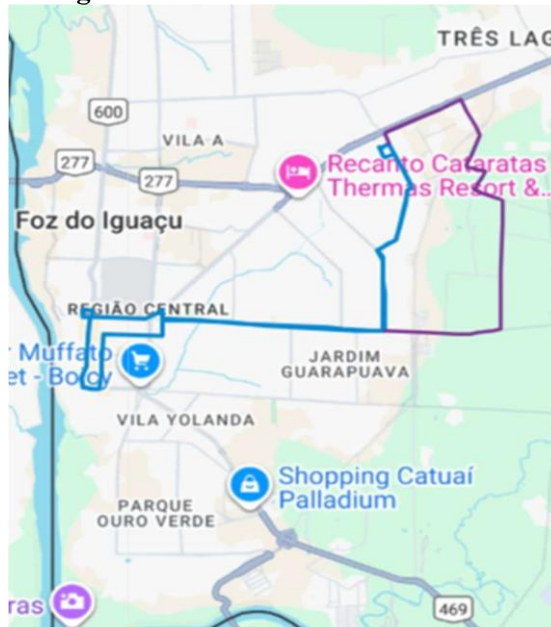 TRÊS LAG
600
VILA A
277
277
Recanto Cataratas
Thermas Resort &...
Foz do Iguaçu
REGIÃO CENTRAL
r Muffato
et - Boicy
JARDIM
GUARAPUAVA
VILA YOLANDA
Shopping Catuaí
Palladium
PARQUE
OURO VERDE
ras
469